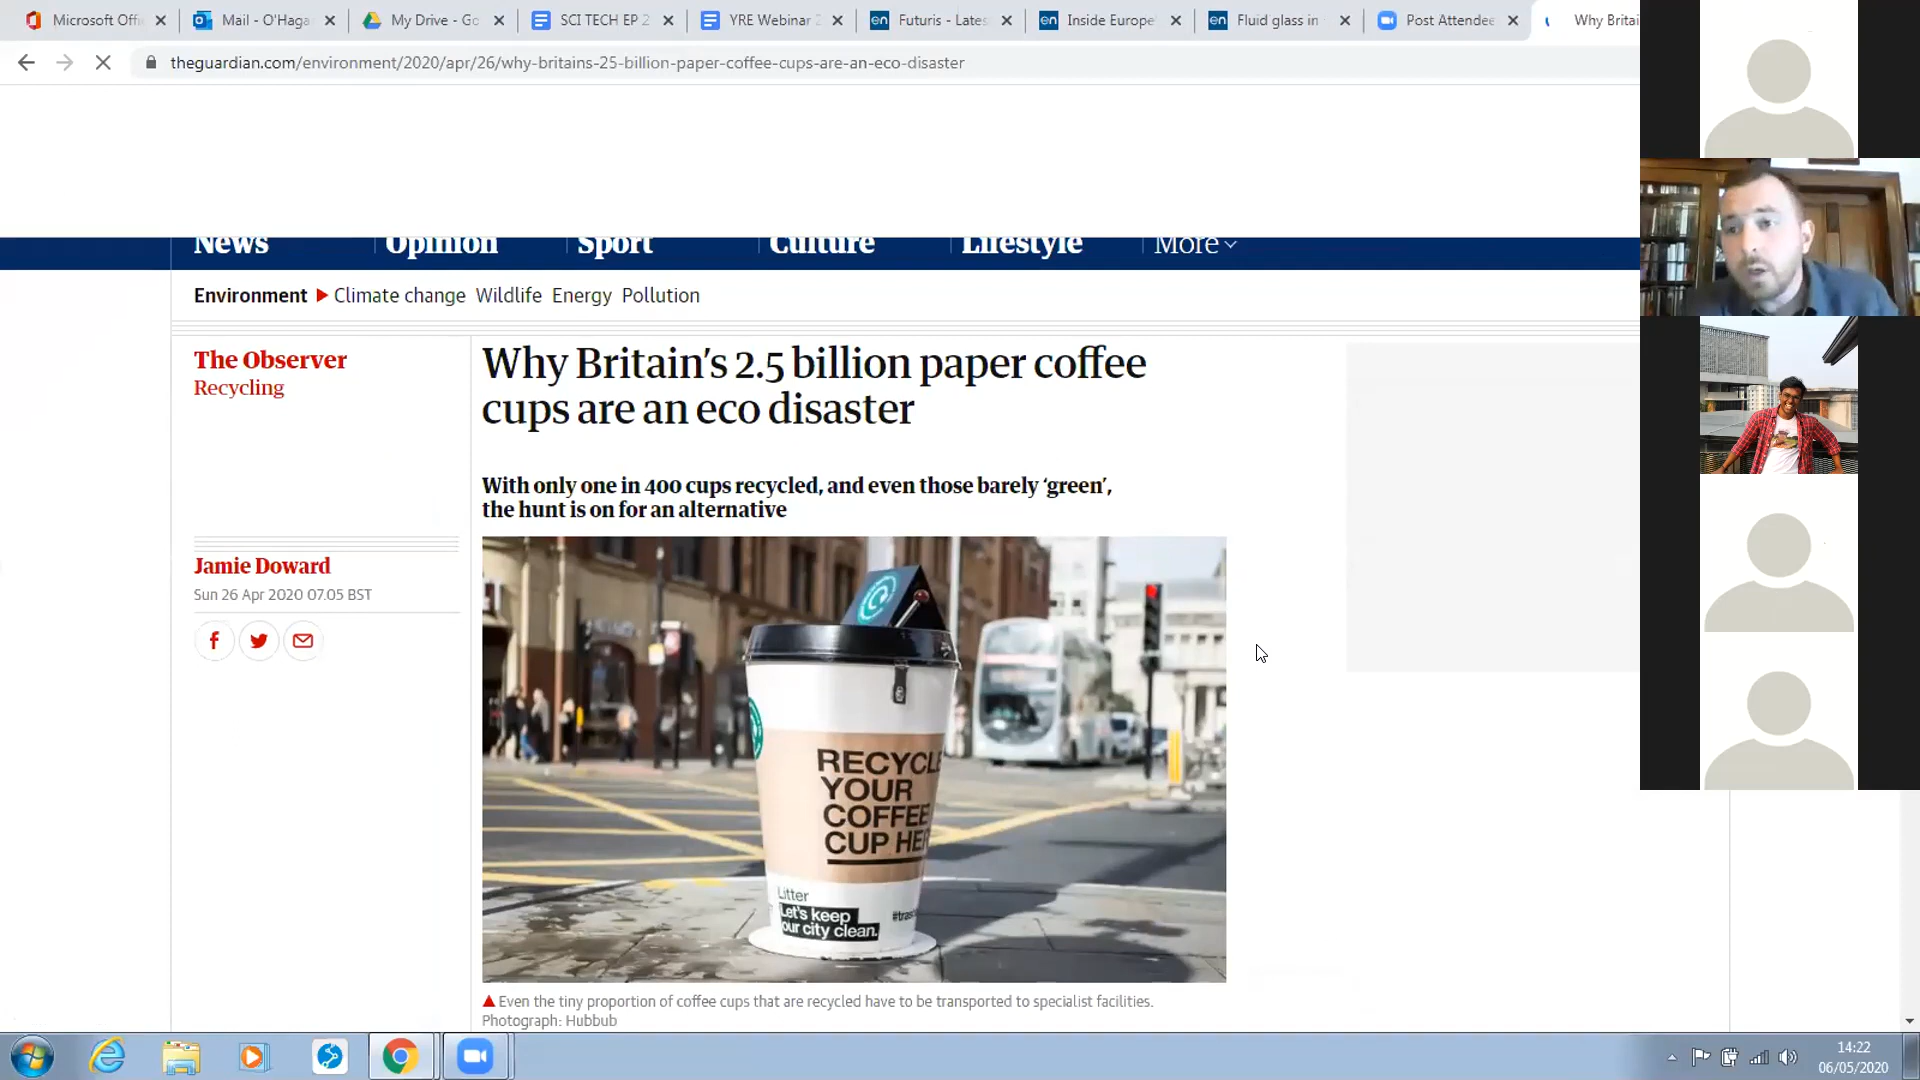 Microsoft Offi
Mail - O'Haga
My Drive - Go
SCI TECH EP 2
YRE Webinar 2
Futuris - Lates
Inside Europe
Fluid glass in
Post Attendee
Why Britai
theguardian.com/environment/2020/apr/26/why-britains-25-billion-paper-coffee-cups-are-an-eco-disaster
News
Opinion
Sport
Culture
Lifestyle
More
Environment
Climate change
Wildlife
Energy
Pollution
The Observer
Recycling
Why Britain's 2.5 billion paper coffee
cups are an eco disaster
With only one in 400 cups recycled, and even those barely 'green',
the hunt is on for an alternative
Jamie Doward
Sun 26 Apr 2020 07.05 BST
RECYCLE
YOUR
COFFEE
CUP HE
Litter
Let's keep
our city clean.
Even the tiny proportion of coffee cups that are recycled have to be transported to specialist facilities.
Photograph: Hubbub
14:22
06/05/2020